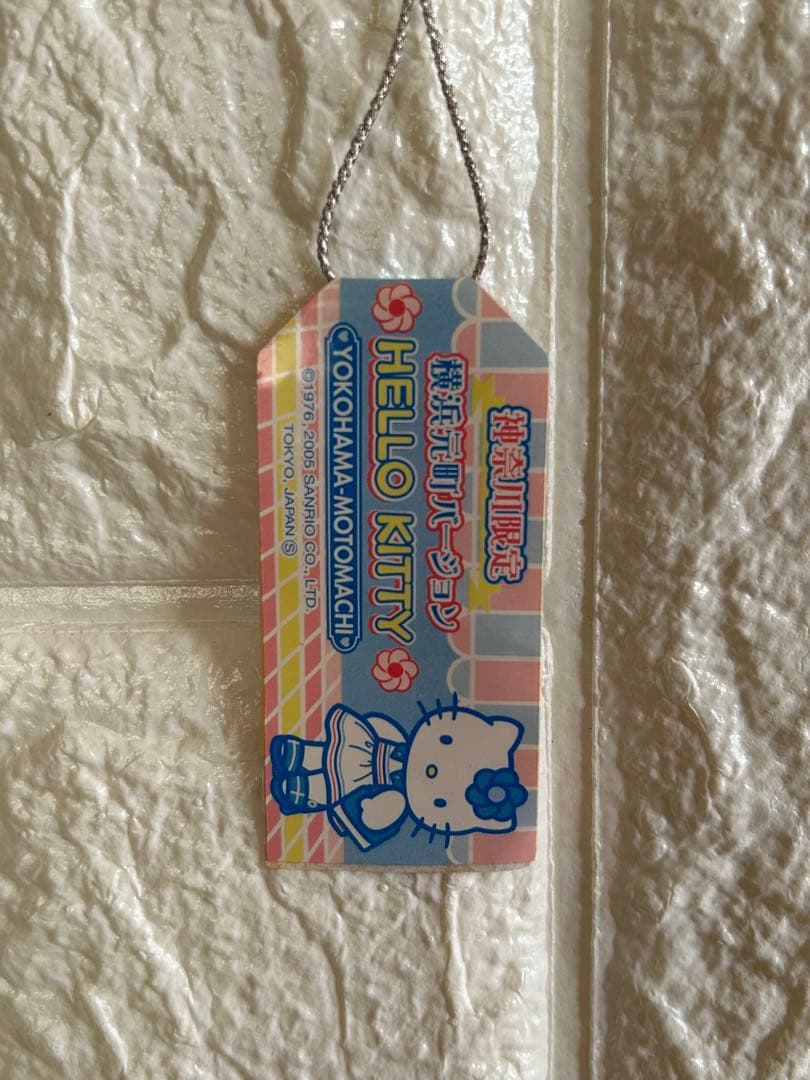 神奈川限定
横浜元町バージョン
HELLO KITTY
YOKOHAMA-MOTOMACHI
©1976, 2005 SANRIO CO., LTD.
TOKYO, JAPAN Ⓢ